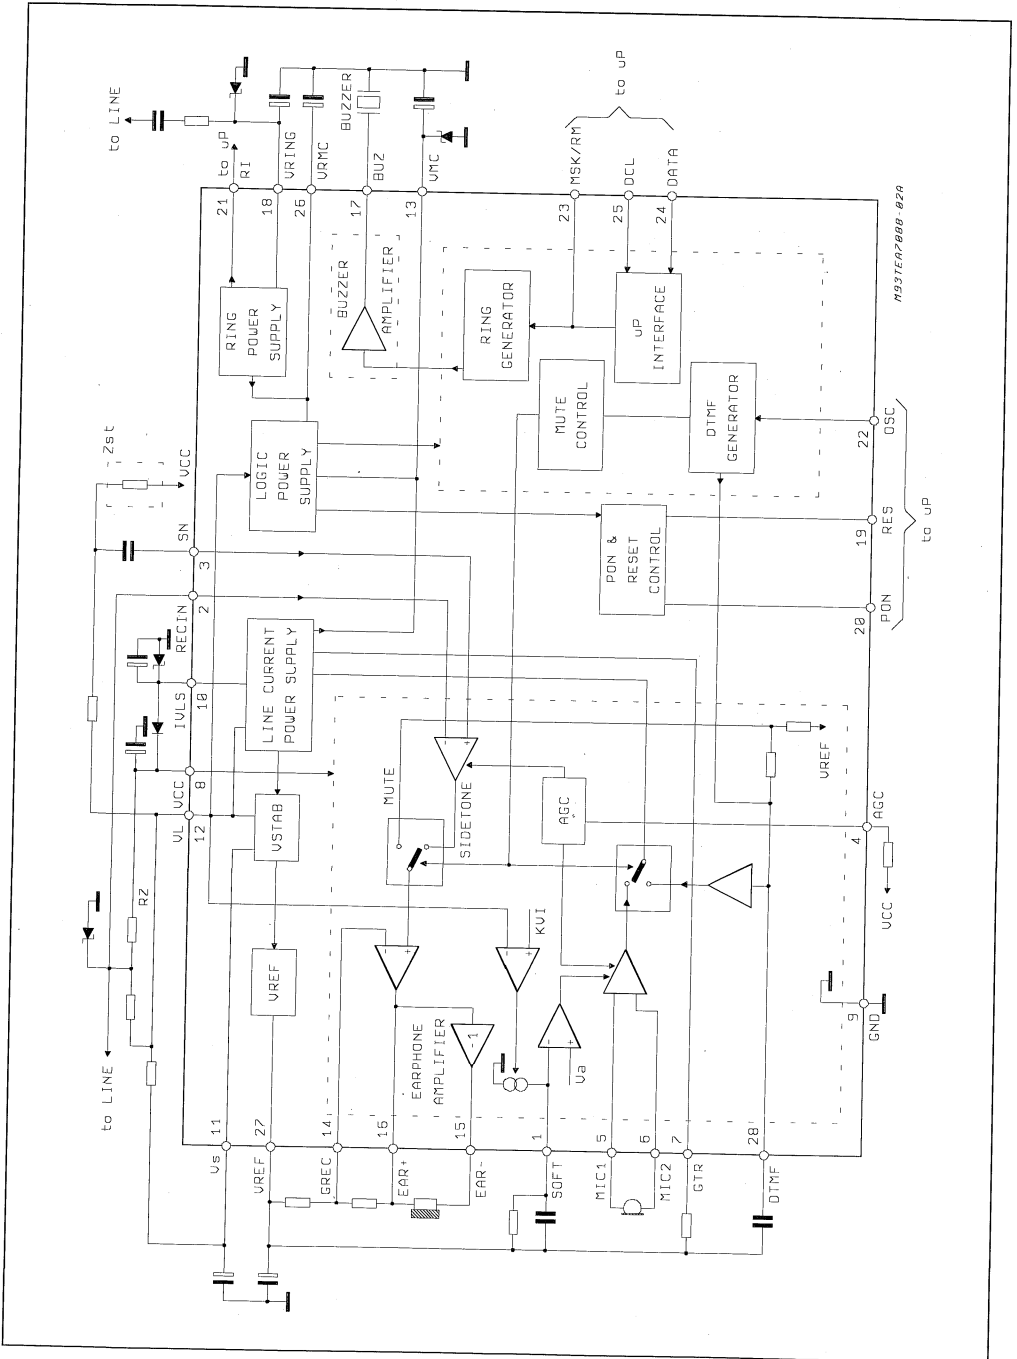 to LINE
to uP
RI
VRING
VRMC
BUZZER
BUZ
VMC
to uP
MSK/RM
DCL
DATA
21
18
26
17
13
23
25
24
M93TEA7088-02A
RING
POWER
SUPPLY
BUZZER
AMPLIFIER
RING
GENERATOR
uP
INTERFACE
MUTE
CONTROL
DTMF
GENERATOR
Zst
VCC
LOGIC
POWER
SUPPLY
PON &
RESET
CONTROL
22
OSC
19
RES
20
PON
to uP
SN
3
RECIN
2
IVLS
10
VCC
8
VL
12
LINE CURRENT
POWER SUPPLY
VSTAB
VREF
MUTE
SIDETONE
AGC
VREF
AGC
4
VCC
RZ
KVI
-
+
-
+
-
+
-
+
-1
EARPHONE
AMPLIFIER
Va
9
GND
to LINE
11
27
14
16
15
1
5
6
7
28
Vs
VREF
GREC
EAR+
EAR-
SOFT
MIC1
MIC2
GTR
DTMF